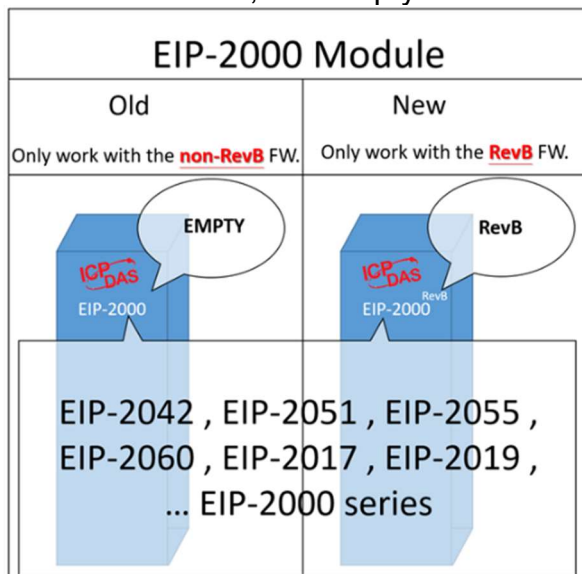 EIP-2000 Module
Old
New
Only work with the non-RevB FW.
Only work with the RevB FW.
EMPTY
RevB
ICP
DAS
EIP-2000
ICP
DAS
EIP-2000 RevB
EIP-2042 , EIP-2051 , EIP-2055 ,
EIP-2060 , EIP-2017 , EIP-2019 ,
... EIP-2000 series